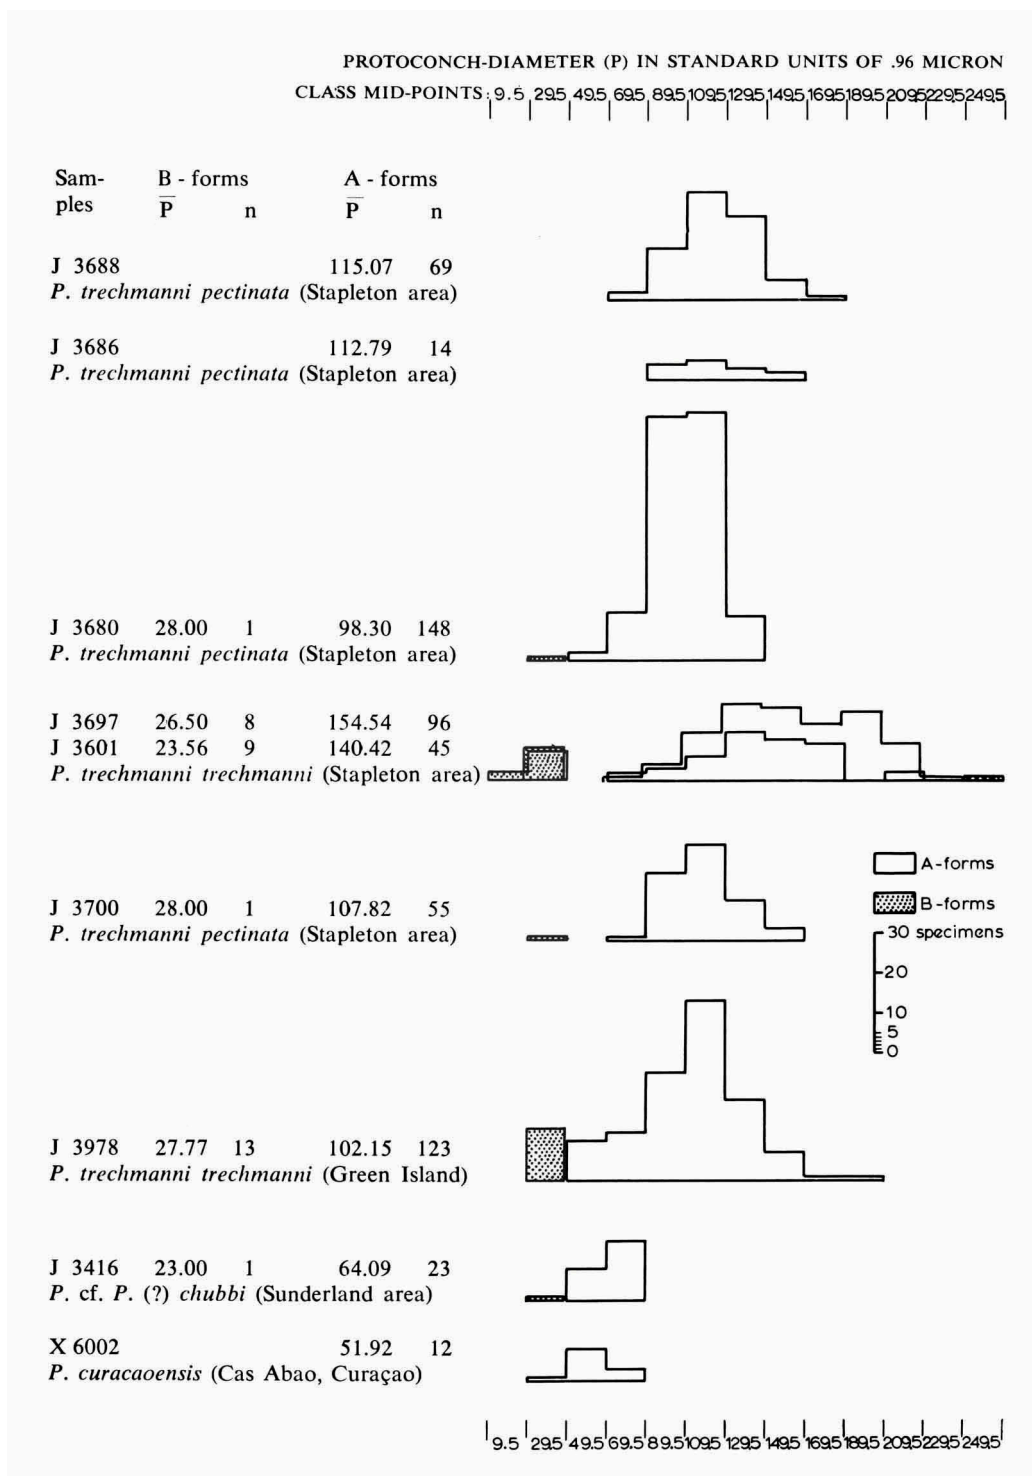 PROTOCONCH-DIAMETER (P) IN STANDARD UNITS OF .96 MICRON
CLASS MID-POINTS: 9.5 29.5 49.5 69.5 89.5 109.5 129.5 149.5 169.5 189.5 209.5 229.5 249.5
Sam- B - forms A - forms
ples P̅ n P̅ n
J 3688 115.07 69
P. trechmanni pectinata (Stapleton area)
J 3686 112.79 14
P. trechmanni pectinata (Stapleton area)
J 3680 28.00 1 98.30 148
P. trechmanni pectinata (Stapleton area)
J 3697 26.50 8 154.54 96
J 3601 23.56 9 140.42 45
P. trechmanni trechmanni (Stapleton area)
A-forms
J 3700 28.00 1 107.82 55 B-forms
P. trechmanni pectinata (Stapleton area) 30 specimens
20
10
5
0
J 3978 27.77 13 102.15 123
P. trechmanni trechmanni (Green Island)
J 3416 23.00 1 64.09 23
P. cf. P. (?) chubbi (Sunderland area)
X 6002 51.92 12
P. curacaoensis (Cas Abao, Curaçao)
9.5 29.5 49.5 69.5 89.5 109.5 129.5 149.5 169.5 189.5 209.5 229.5 249.5